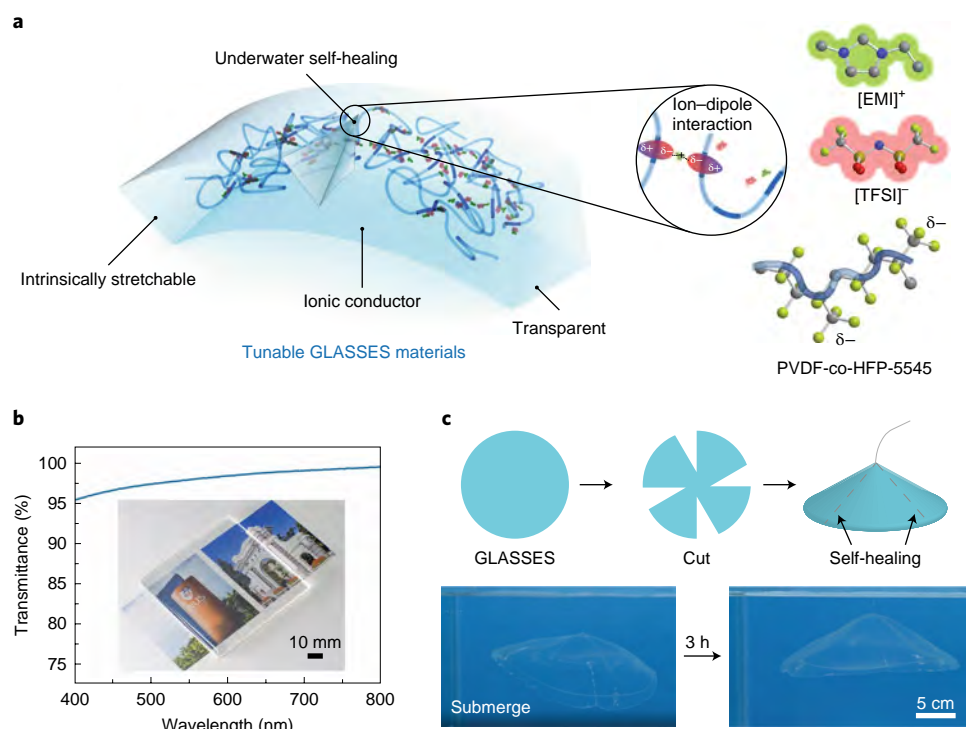 a
Underwater self-healing
Ion–dipole
interaction
δ+ δ− + δ− δ+
[EMI]⁺
[TFSI]⁻
δ−
δ−
PVDF-co-HFP-5545
Intrinsically stretchable
Ionic conductor
Transparent
Tunable GLASSES materials
b
Transmittance (%)
100
95
90
85
80
75
400 500 600 700 800
Wavelength (nm)
10 mm
c
GLASSES
Cut
Self-healing
Submerge
3 h
5 cm